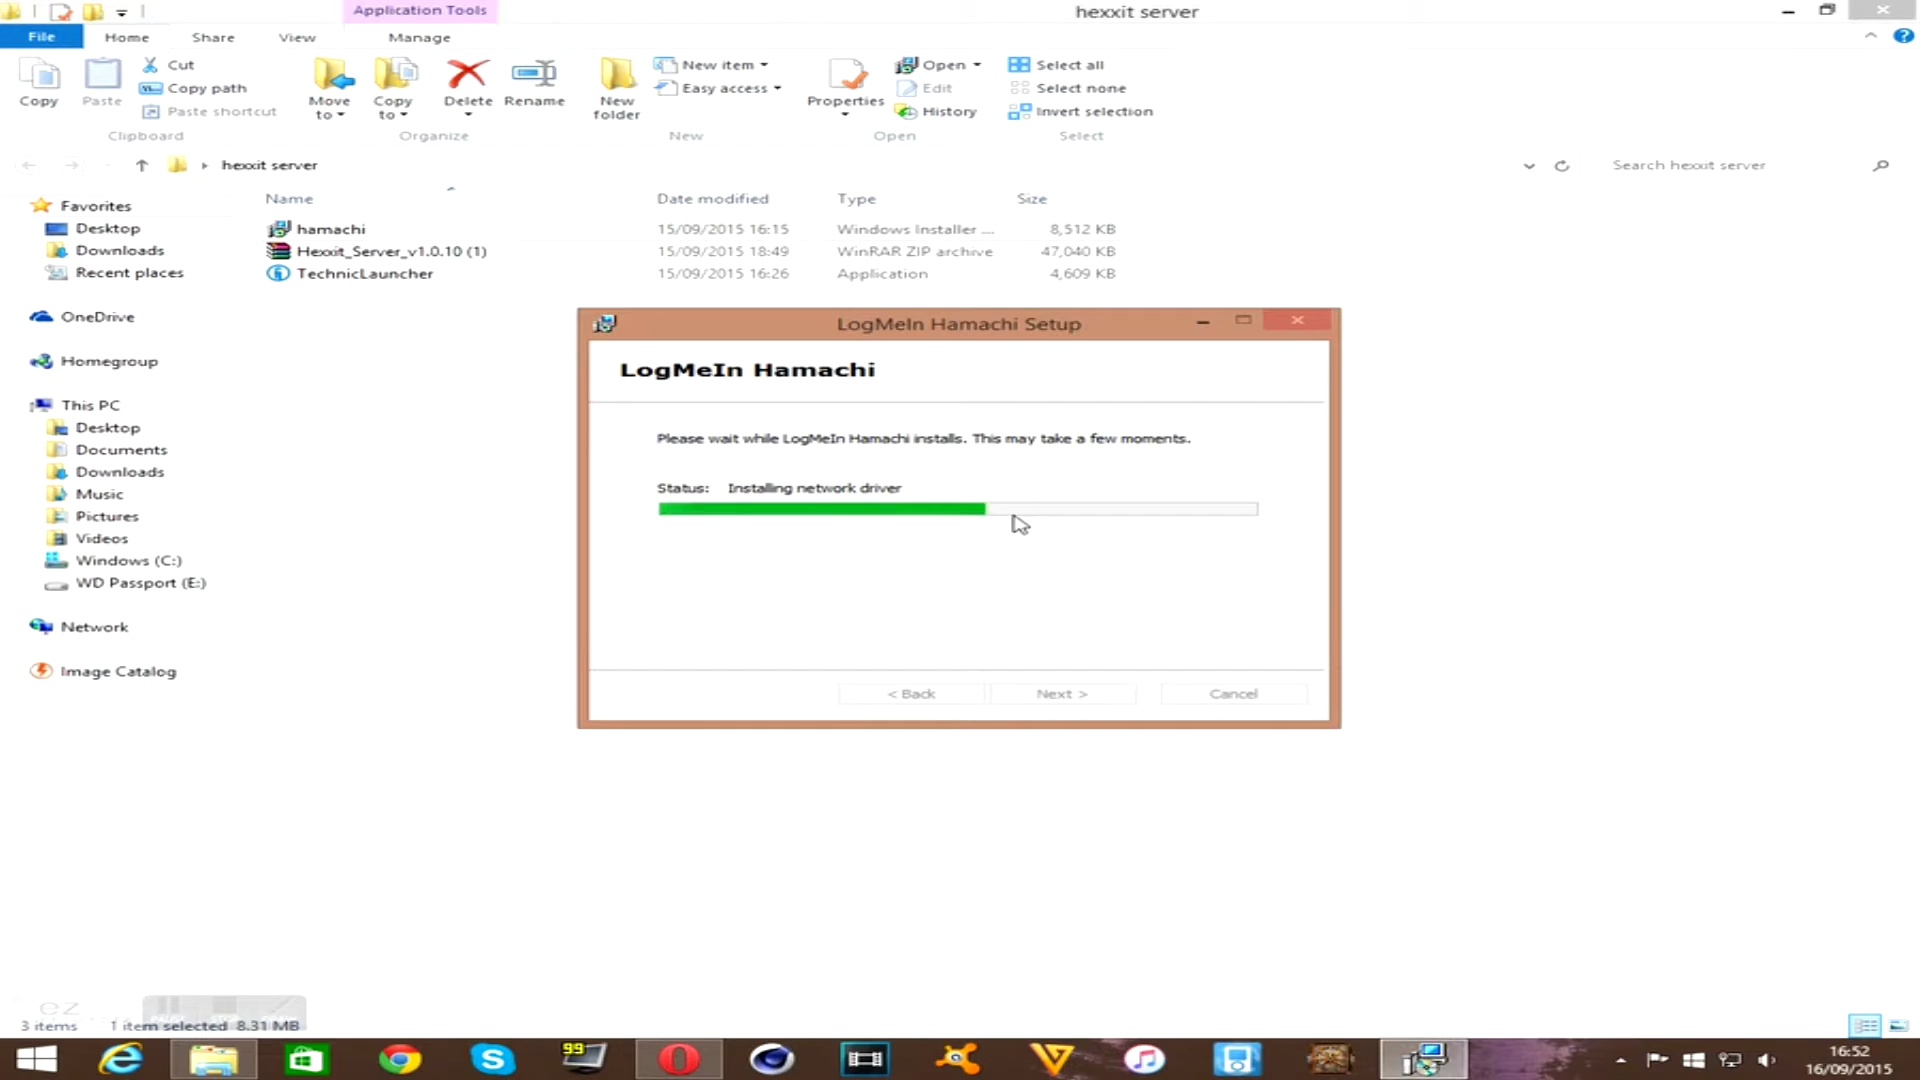 Application Tools
hexxit server
File Home Share View Manage
Copy
Paste
Cut
Copy path
Paste shortcut
Clipboard
Move to
Copy to
Delete
Rename
Organize
New folder
New item
Easy access
New
Properties
Open
Edit
History
Open
Select all
Select none
Invert selection
Select
hexxit server
Search hexxit server
Name Date modified Type Size
hamachi 15/09/2015 16:15 Windows Installer ... 8,512 KB
Hexxit_Server_v1.0.10 (1) 15/09/2015 18:49 WinRAR ZIP archive 47,040 KB
TechnicLauncher 15/09/2015 16:26 Application 4,609 KB
Favorites
Desktop
Downloads
Recent places
OneDrive
Homegroup
This PC
Desktop
Documents
Downloads
Music
Pictures
Videos
Windows (C:)
WD Passport (E:)
Network
Image Catalog
LogMeIn Hamachi Setup
LogMeIn Hamachi
Please wait while LogMeIn Hamachi installs. This may take a few moments.
Status: Installing network driver
< Back Next > Cancel
ez
3 items 1 item selected 8.31 MB
99
16:52
16/09/2015